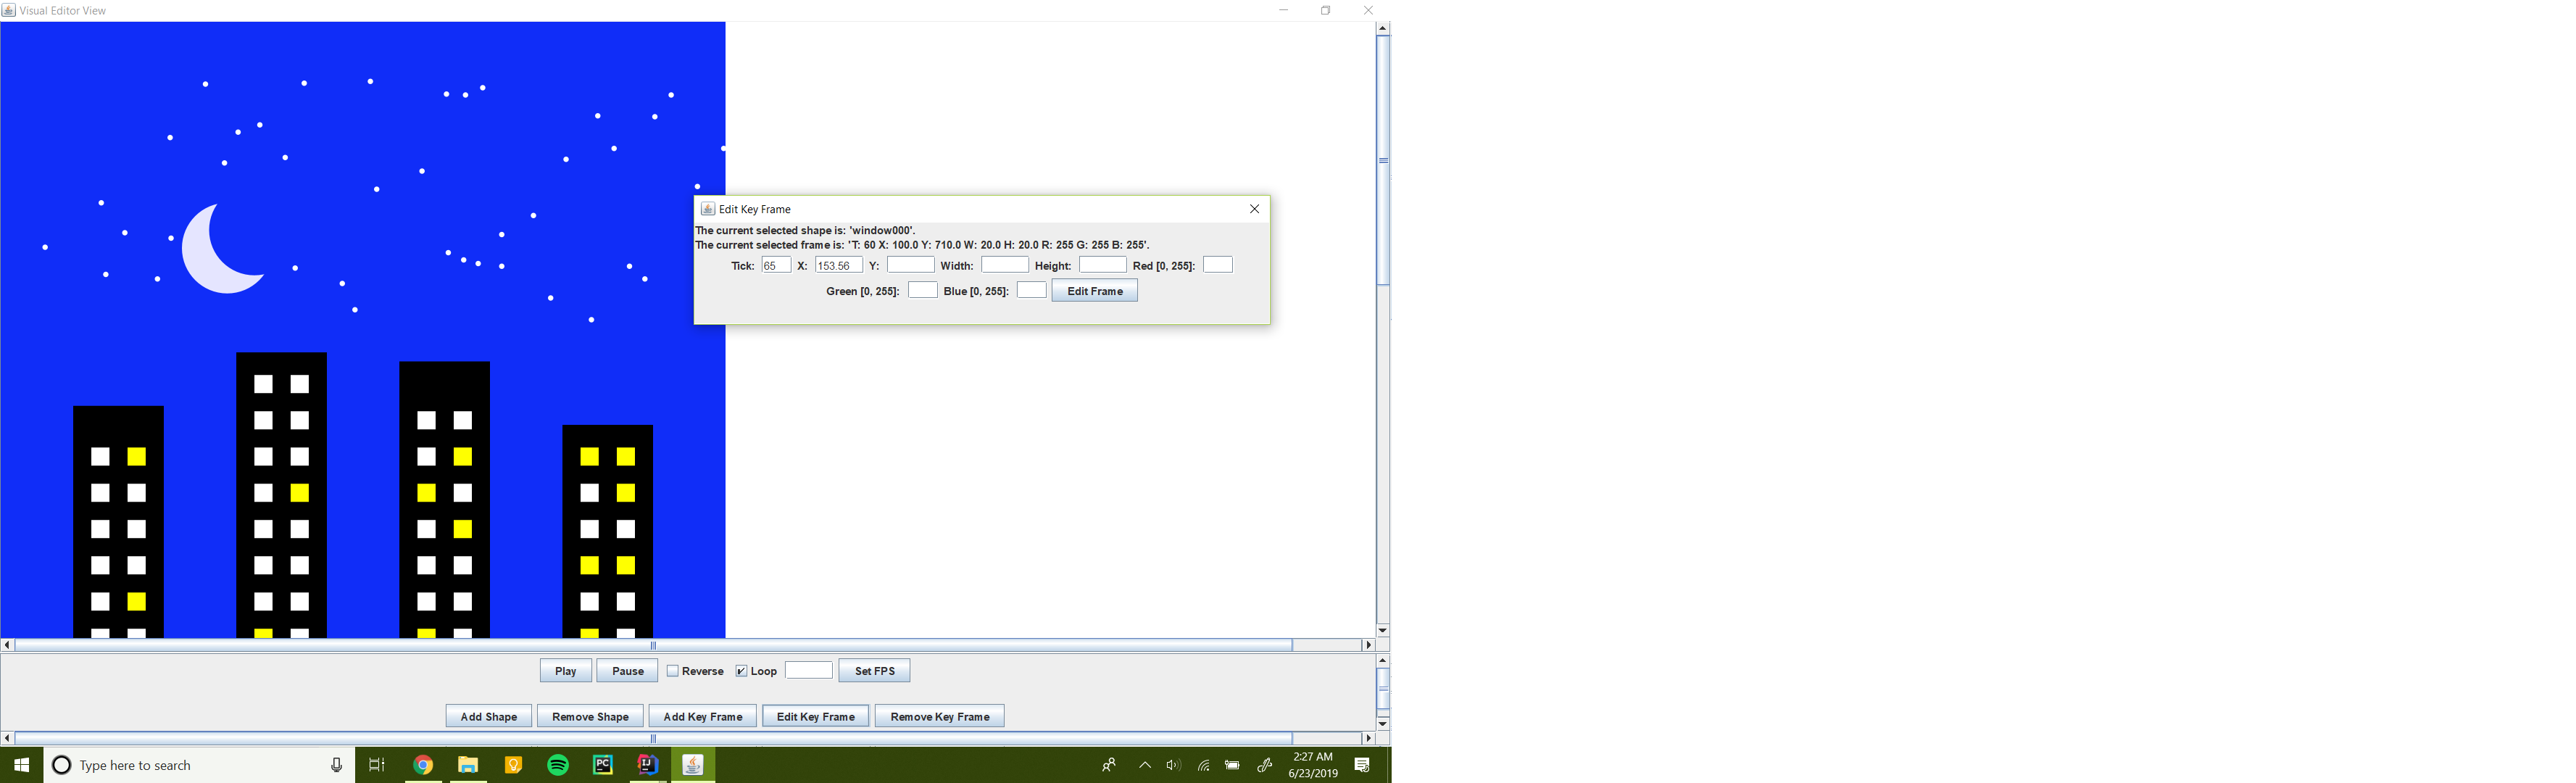 Visual Editor View
Edit Key Frame
The current selected shape is: 'window000'.
The current selected frame is: 'T: 60 X: 100.0 Y: 710.0 W: 20.0 H: 20.0 R: 255 G: 255 B: 255'.
Tick: 65 X: 153.56 Y: Width: Height: Red [0, 255]:
Green [0, 255]: Blue [0, 255]: Edit Frame
Play Pause Reverse Loop Set FPS
Add Shape Remove Shape Add Key Frame Edit Key Frame Remove Key Frame
Type here to search
PC
IJ
2:27 AM
6/23/2019